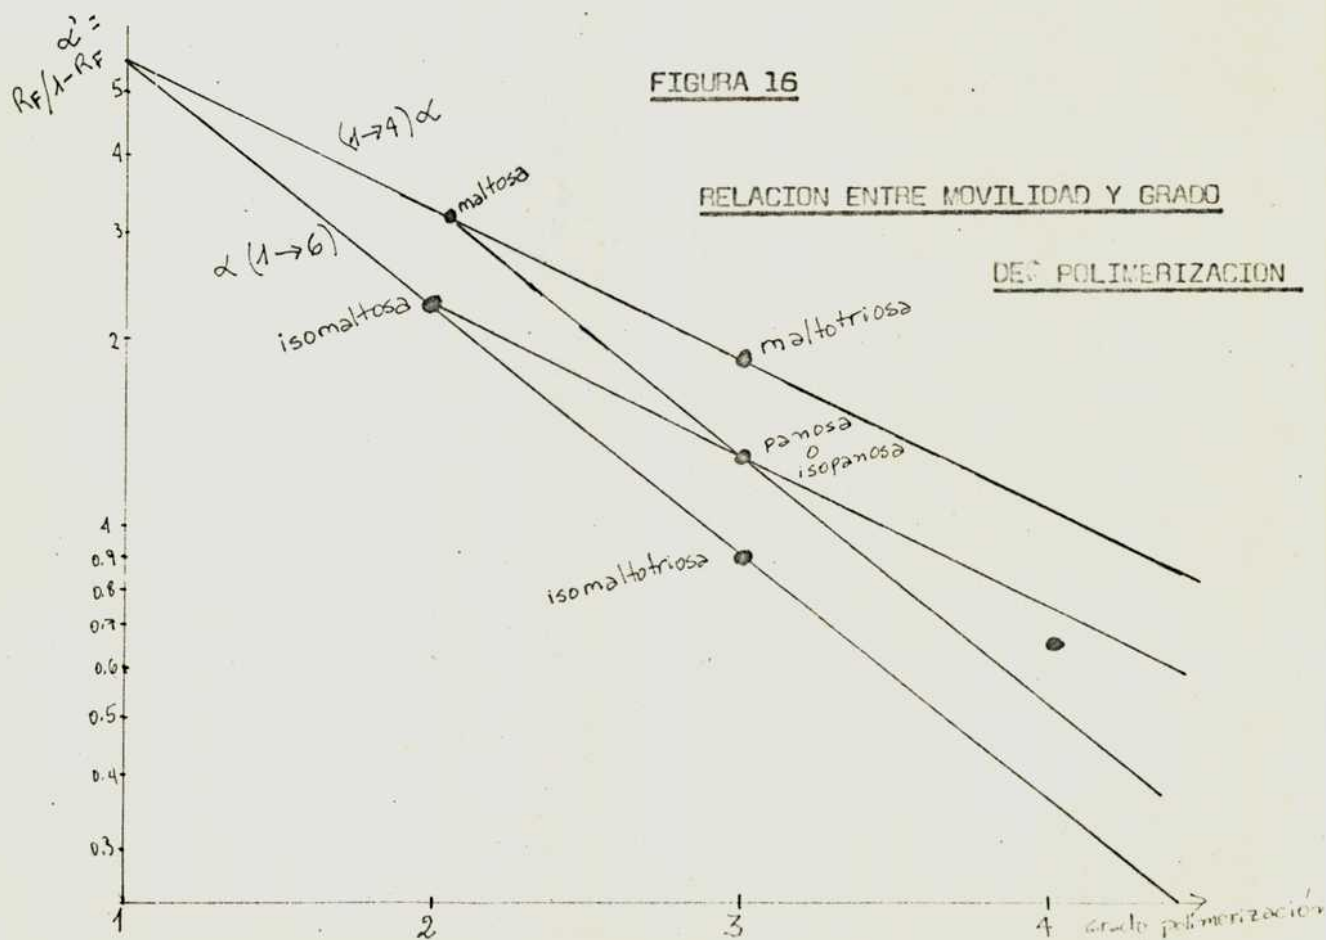 α' =
RF/1-RF
FIGURA 16
RELACION ENTRE MOVILIDAD Y GRADO
DE POLIMERIZACION
(1→4)α
α (1→6)
maltosa
isomaltosa
maltotriosa
panosa
o
isopanosa
isomaltotriosa
5
4
3
2
1
0.9
0.8
0.7
0.6
0.5
0.4
0.3
1
2
3
4
Grado polimerización